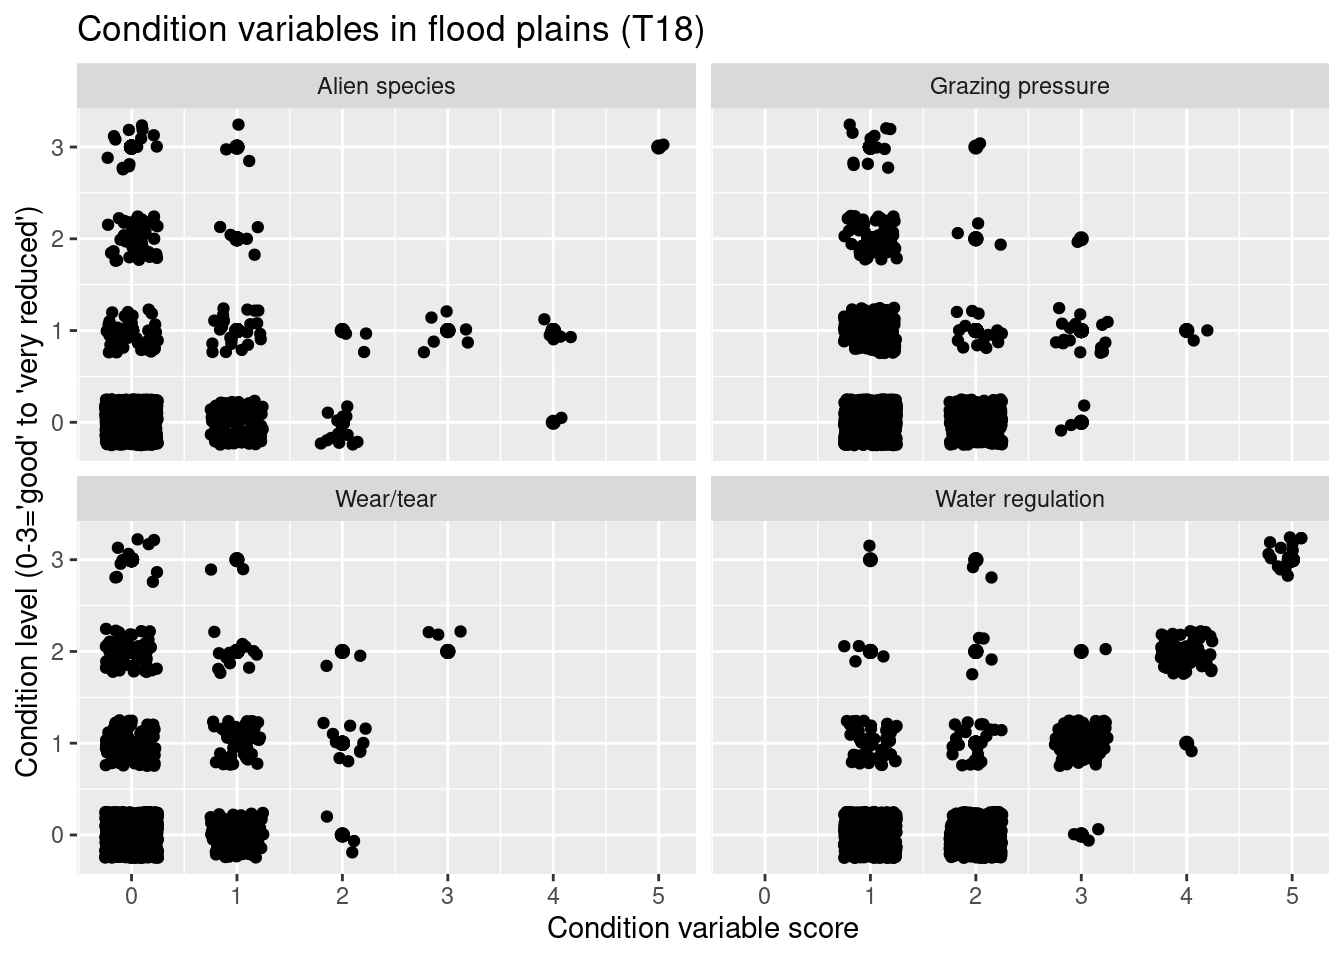 Condition variables in flood plains (T18)
Alien species
Grazing pressure
3
2
1
0
Wear/tear
Water regulation
3
2
1
0
0 1 2 3 4 5
0 1 2 3 4 5
Condition variable score
Condition level (0-3='good' to 'very reduced')